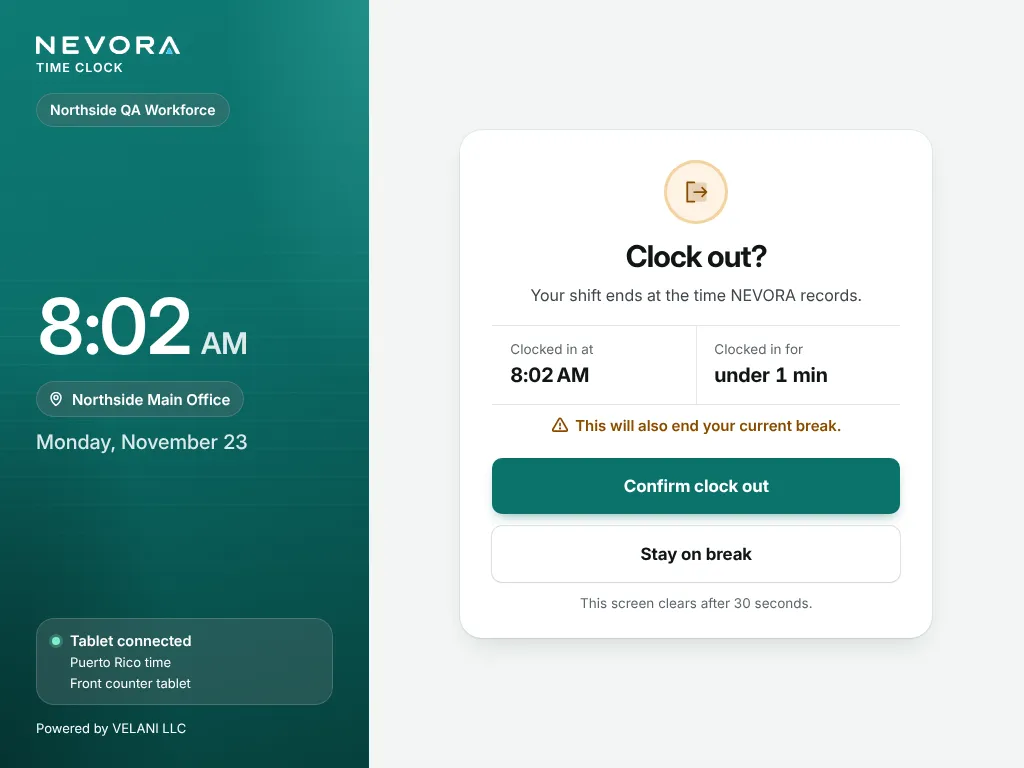 NEVORA
TIME CLOCK
Northside QA Workforce
8:02 AM
Northside Main Office
Monday, November 23
Tablet connected
Puerto Rico time
Front counter tablet
Powered by VELANI LLC
Clock out?
Your shift ends at the time NEVORA records.
Clocked in at
8:02 AM
Clocked in for
under 1 min
This will also end your current break.
Confirm clock out
Stay on break
This screen clears after 30 seconds.